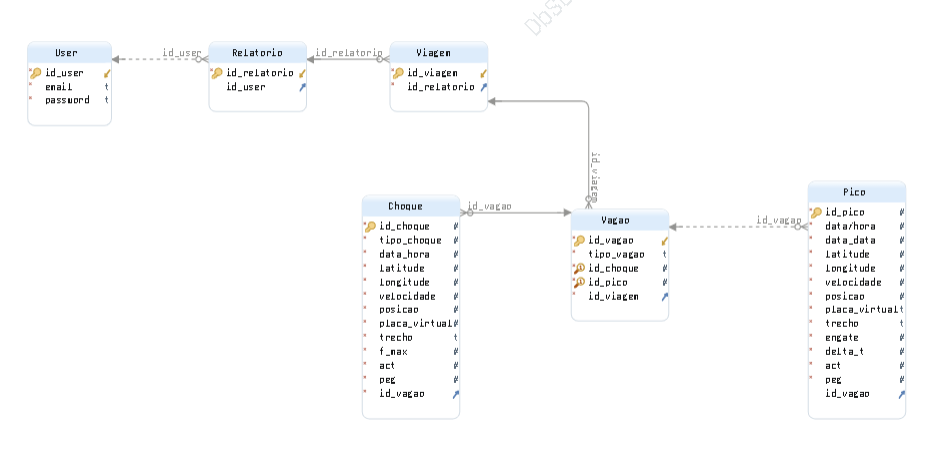 DbSc
User
id_user
email t
password t
id_user
Relatorio
id_relatorio
id_user
id_relatorio
Viagem
id_viagem
id_relatorio
id_viagem
Choque
id_choque #
tipo_choque #
data_hora #
latitude #
longitude #
velocidade #
posicao #
placa_virtual#
trecho t
f_max #
act #
peg #
id_vagao
id_vagao
Vagao
id_vagao
tipo_vagao t
id_choque #
id_pico #
id_viagem
id_vagao
Pico
id_pico #
data/hora #
data_data #
latitude #
longitude #
velocidade #
posicao #
placa_virtualt
trecho t
engate #
delta_t #
act #
peg #
id_vagao